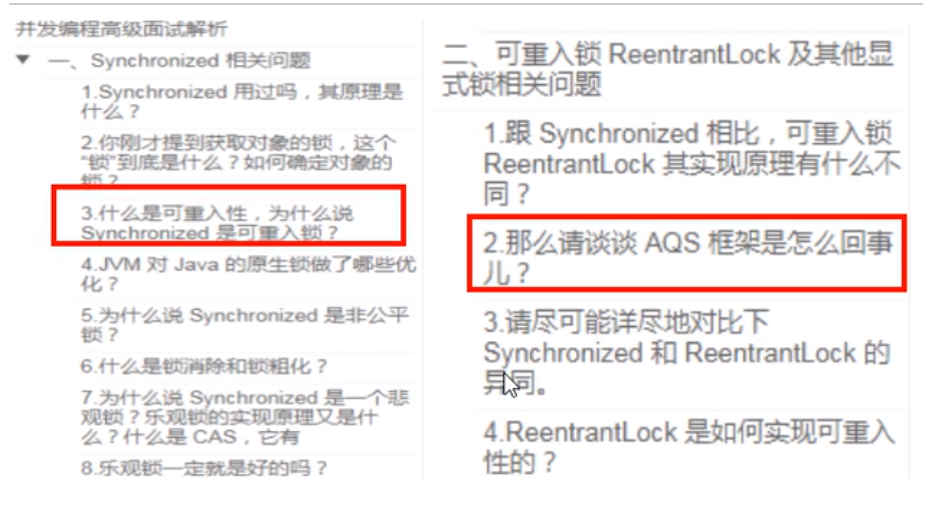 并发编程高级面试解析
一、Synchronized 相关问题
1.Synchronized 用过吗，其原理是
什么？
2.你刚才提到获取对象的锁，这个
“锁”到底是什么？如何确定对象的
锁？
3.什么是可重入性，为什么说
Synchronized 是可重入锁？
4.JVM 对 Java 的原生锁做了哪些优
化？
5.为什么说 Synchronized 是非公平
锁？
6.什么是锁消除和锁粗化？
7.为什么说 Synchronized 是一个悲
观锁？乐观锁的实现原理又是什
么？什么是 CAS，它有
8.乐观锁一定就是好的吗？
二、可重入锁 ReentrantLock 及其他显
式锁相关问题
1.跟 Synchronized 相比，可重入锁
ReentrantLock 其实现原理有什么不
同？
2.那么请谈谈 AQS 框架是怎么回事
儿？
3.请尽可能详尽地对比下
Synchronized 和 ReentrantLock 的
异同。
4.ReentrantLock 是如何实现可重入
性的？